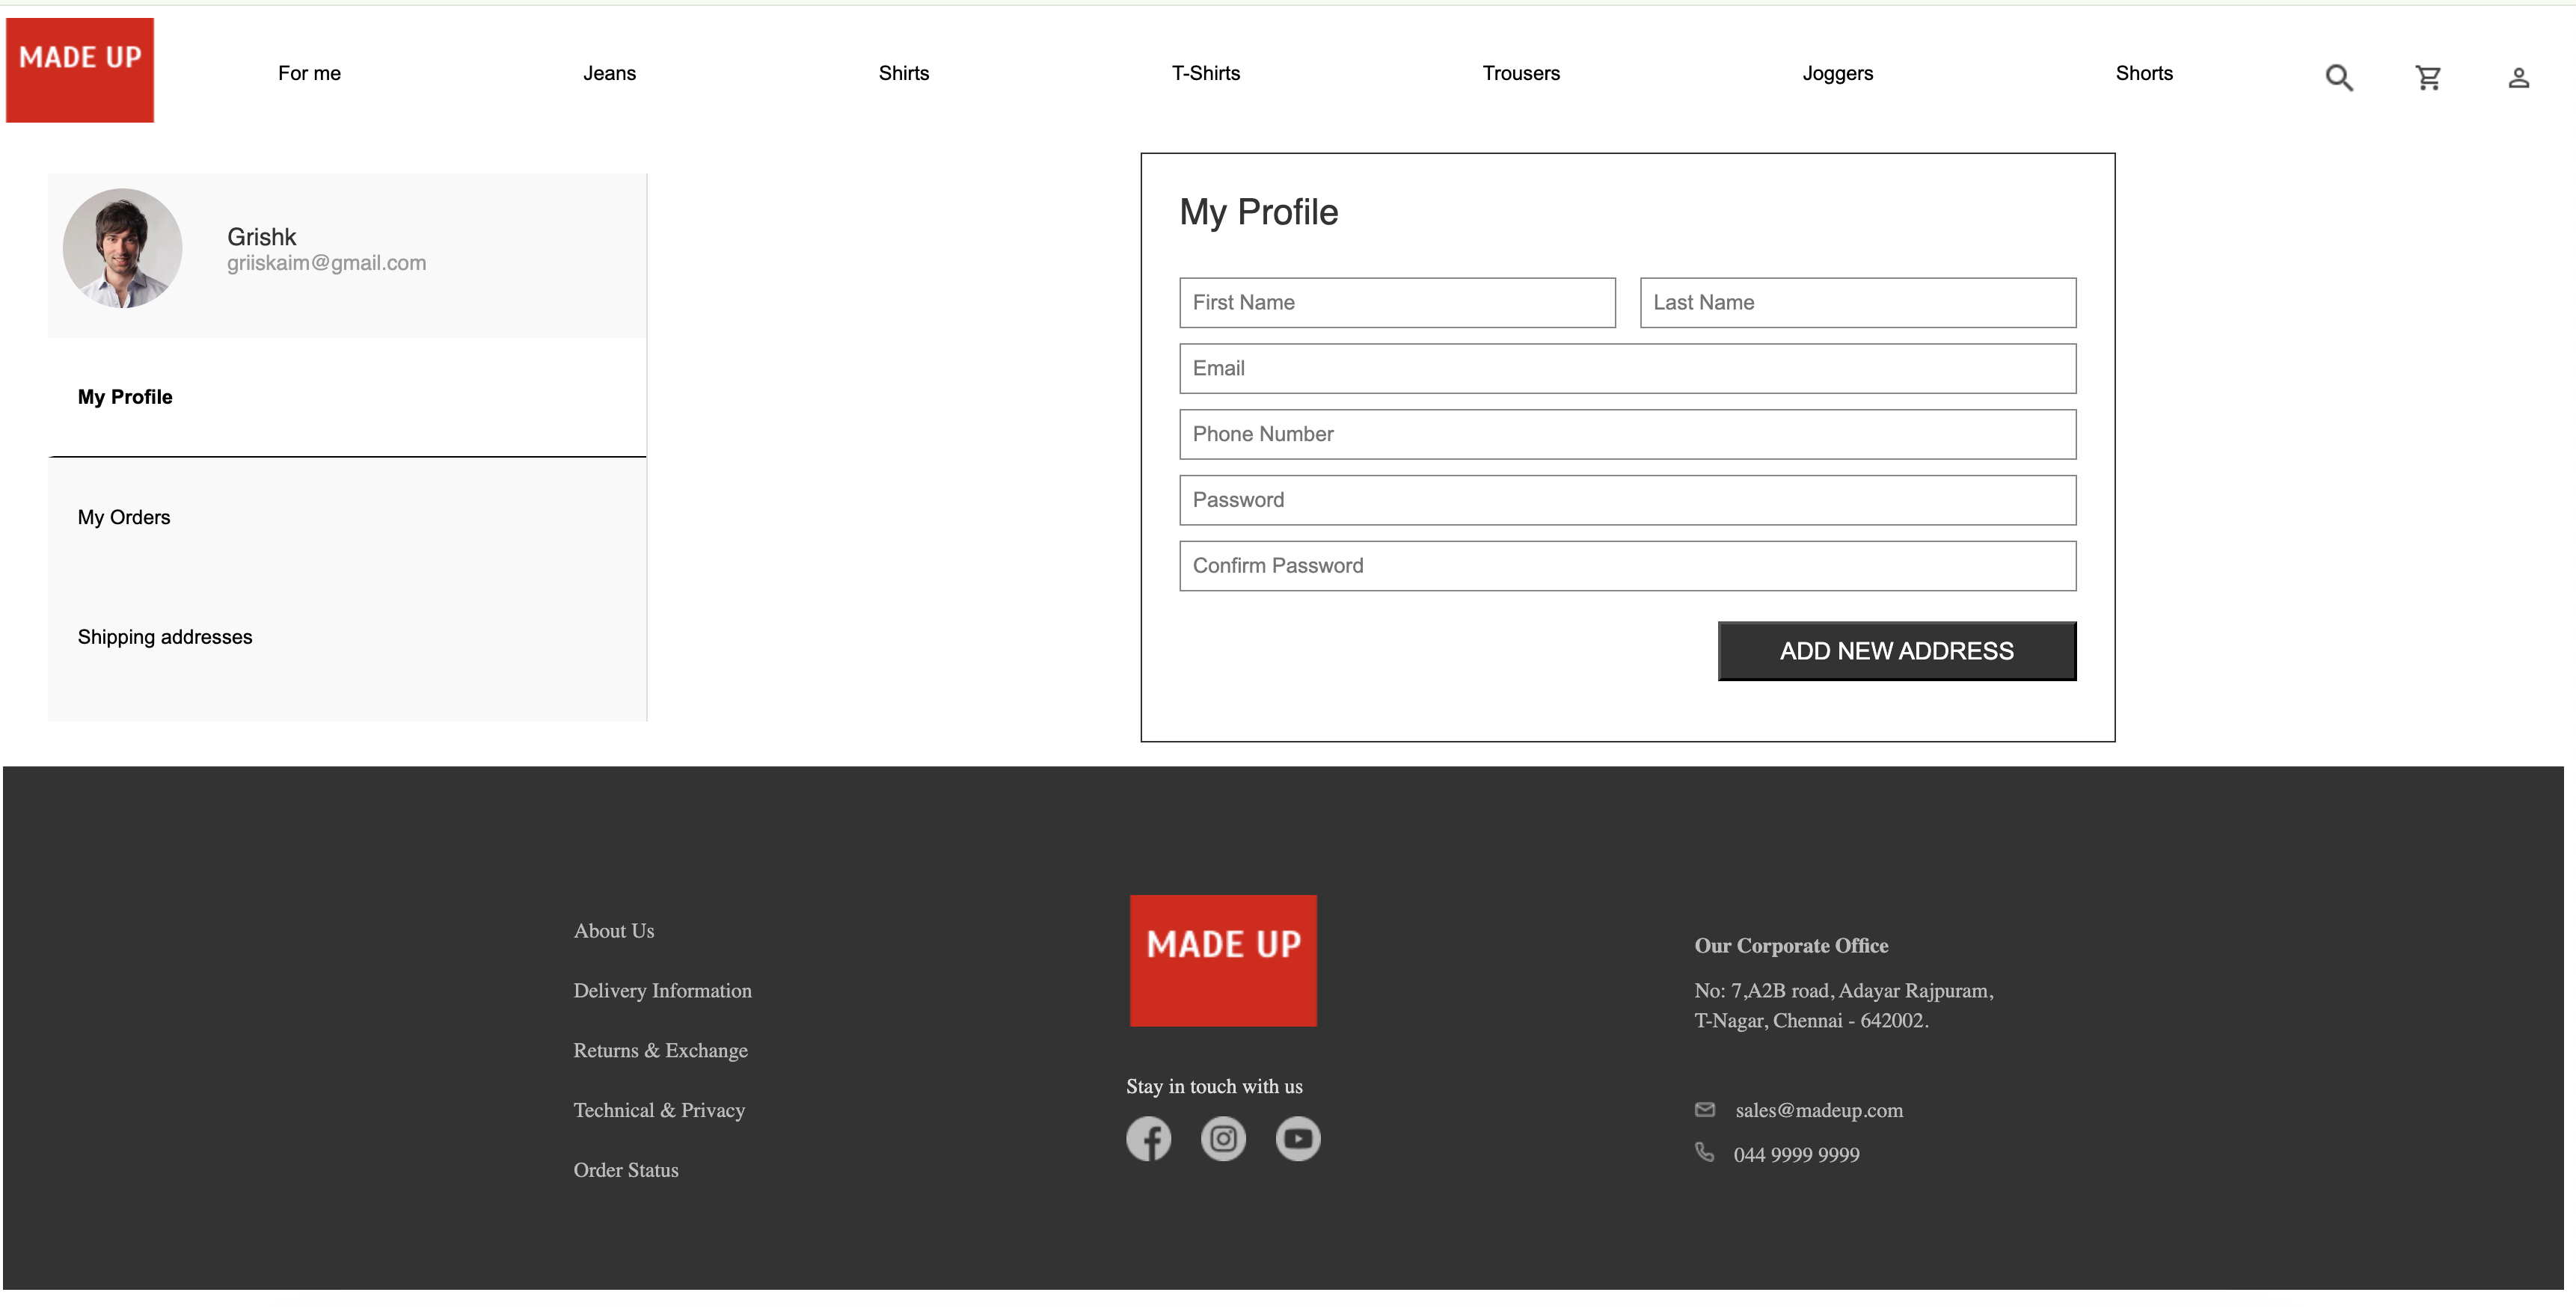 MADE UP
For me
Jeans
Shirts
T-Shirts
Trousers
Joggers
Shorts
Grishk
griiskaim@gmail.com
My Profile
My Orders
Shipping addresses
My Profile
First Name
Last Name
Email
Phone Number
Password
Confirm Password
ADD NEW ADDRESS
About Us
Delivery Information
Returns & Exchange
Technical & Privacy
Order Status
MADE UP
Stay in touch with us
Our Corporate Office
No: 7,A2B road, Adayar Rajpuram,
T-Nagar, Chennai - 642002.
sales@madeup.com
044 9999 9999